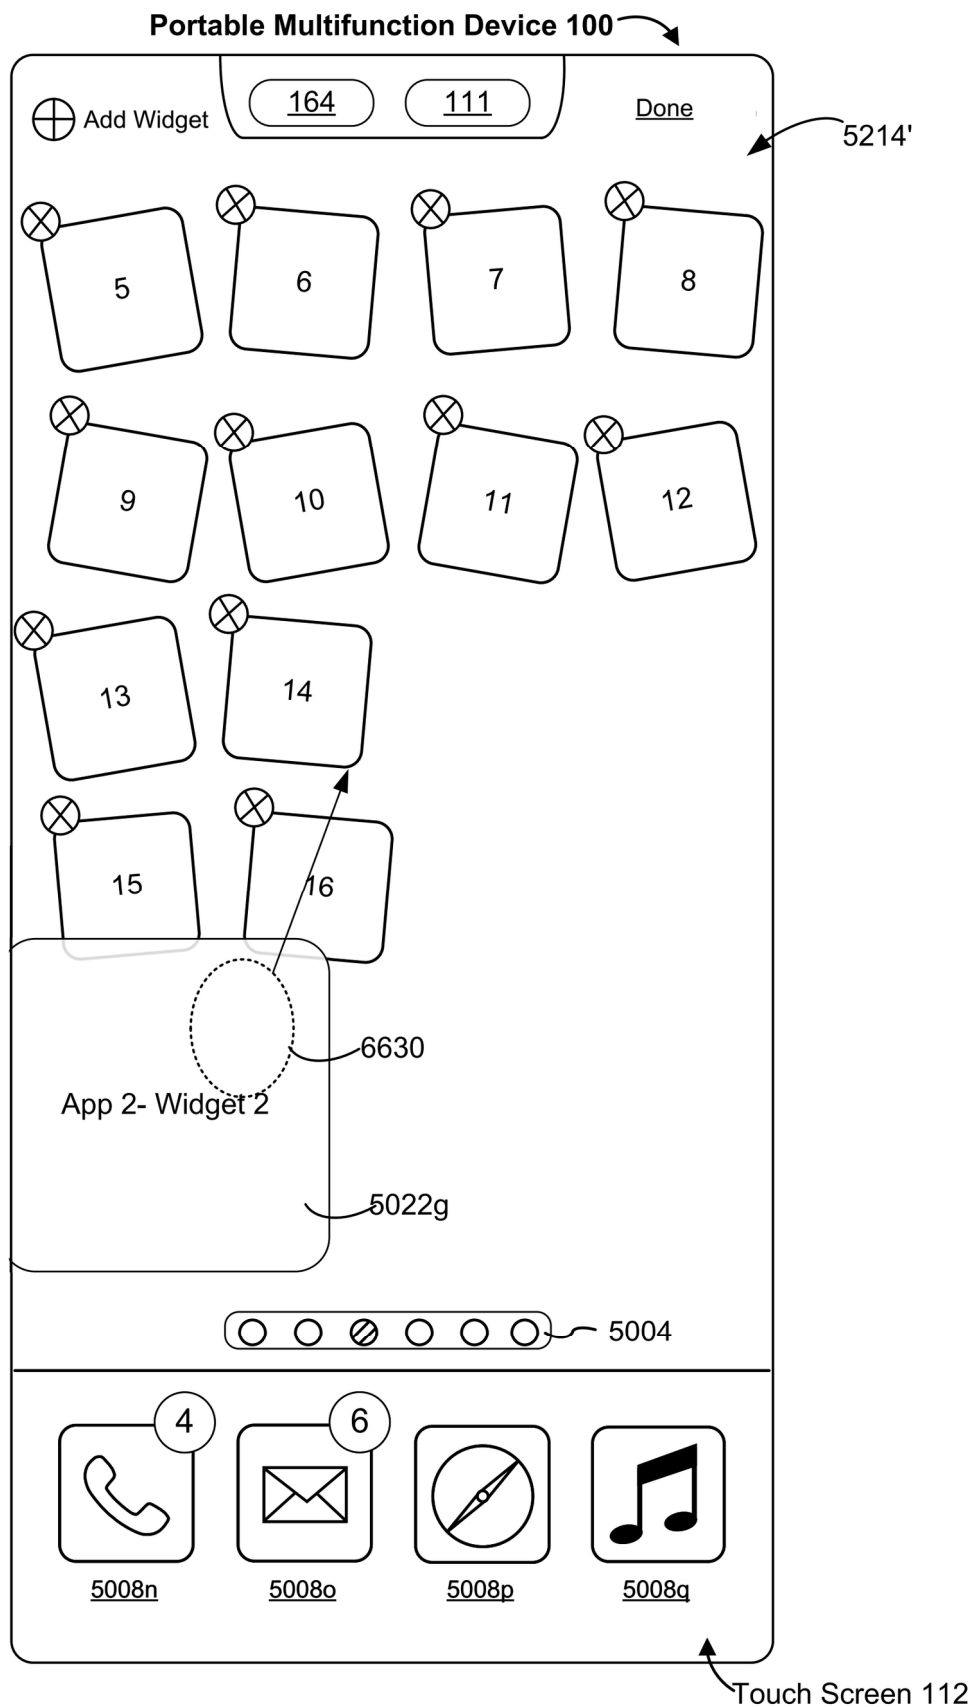 Portable Multifunction Device 100
Add Widget
164
111
Done
5214'
5
6
7
8
9
10
11
12
13
14
15
16
6630
App 2- Widget 2
5022g
5004
4
6
5008n
5008o
5008p
5008q
Touch Screen 112